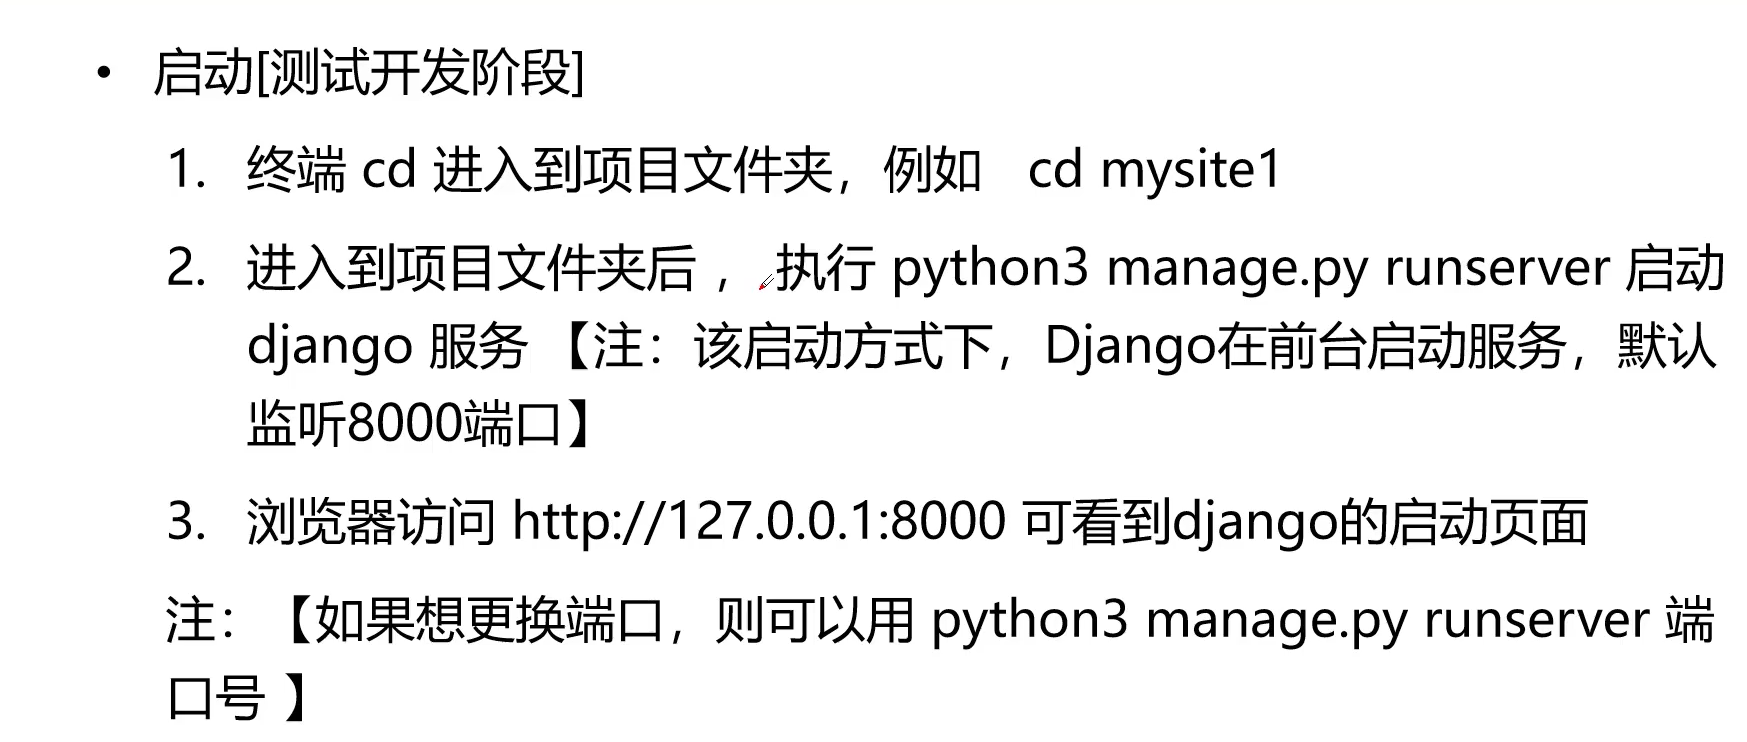 • 启动[测试开发阶段]
1. 终端 cd 进入到项目文件夹，例如 cd mysite1
2. 进入到项目文件夹后 ，执行 python3 manage.py runserver 启动
django 服务 【注：该启动方式下，Django在前台启动服务，默认
监听8000端口】
3. 浏览器访问 http://127.0.0.1:8000 可看到django的启动页面
注：【如果想更换端口，则可以用 python3 manage.py runserver 端
口号 】